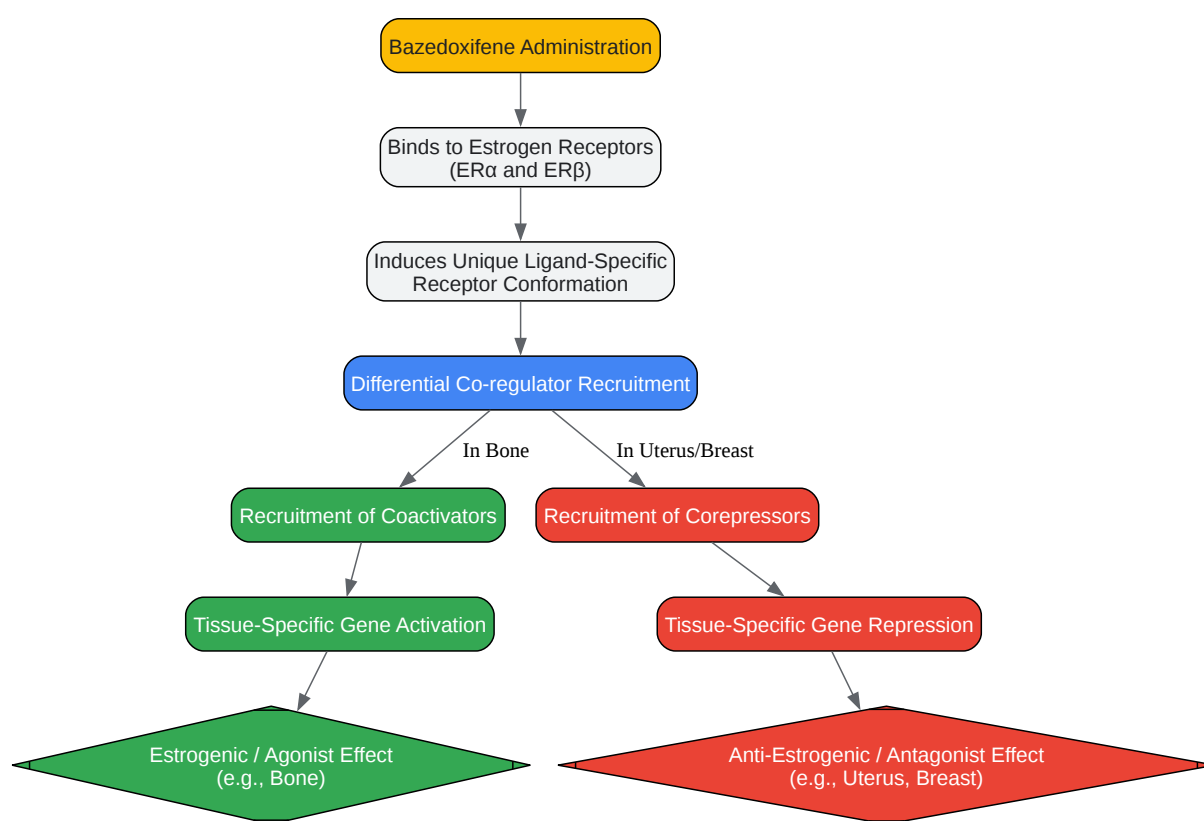 Bazedoxifene Administration
Binds to Estrogen Receptors
(ERα and ERβ)
Induces Unique Ligand-Specific
Receptor Conformation
Differential Co-regulator Recruitment
In Bone
In Uterus/Breast
Recruitment of Coactivators
Recruitment of Corepressors
Tissue-Specific Gene Activation
Tissue-Specific Gene Repression
Estrogenic / Agonist Effect
(e.g., Bone)
Anti-Estrogenic / Antagonist Effect
(e.g., Uterus, Breast)